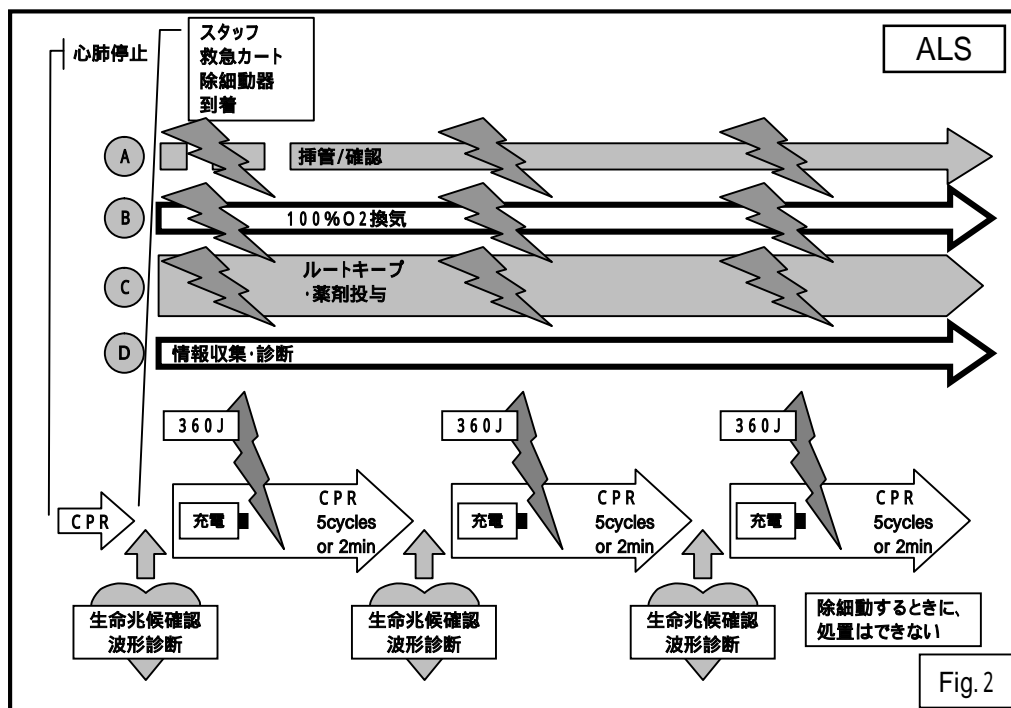 心肺停止
スタッフ
救急カート
除細動器
到着
ALS
A
挿管/確認
B
100%O2換気
C
ルートキープ
・薬剤投与
D
情報収集・診断
360J
360J
360J
CPR
充電
CPR
5cycles
or 2min
充電
CPR
5cycles
or 2min
充電
CPR
5cycles
or 2min
生命兆候確認
波形診断
生命兆候確認
波形診断
生命兆候確認
波形診断
除細動するときに、
処置はできない
Fig. 2